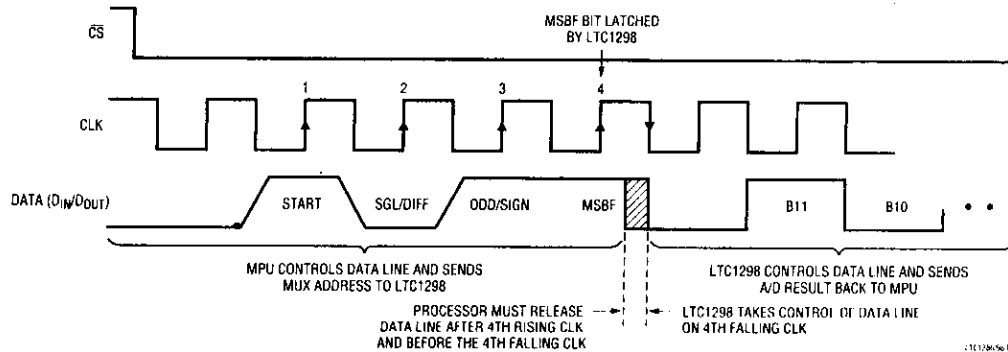 MSBF BIT LATCHED
BY LTC1298
CS
1 2 3 4
CLK
DATA (DIN/DOUT)
START SGL/DIFF ODD/SIGN MSBF B11 B10 • •
MPU CONTROLS DATA LINE AND SENDS
MUX ADDRESS TO LTC1298
LTC1298 CONTROLS DATA LINE AND SENDS
A/D RESULT BACK TO MPU
PROCESSOR MUST RELEASE
DATA LINE AFTER 4TH RISING CLK
AND BEFORE THE 4TH FALLING CLK
LTC1298 TAKES CONTROL OF DATA LINE
ON 4TH FALLING CLK